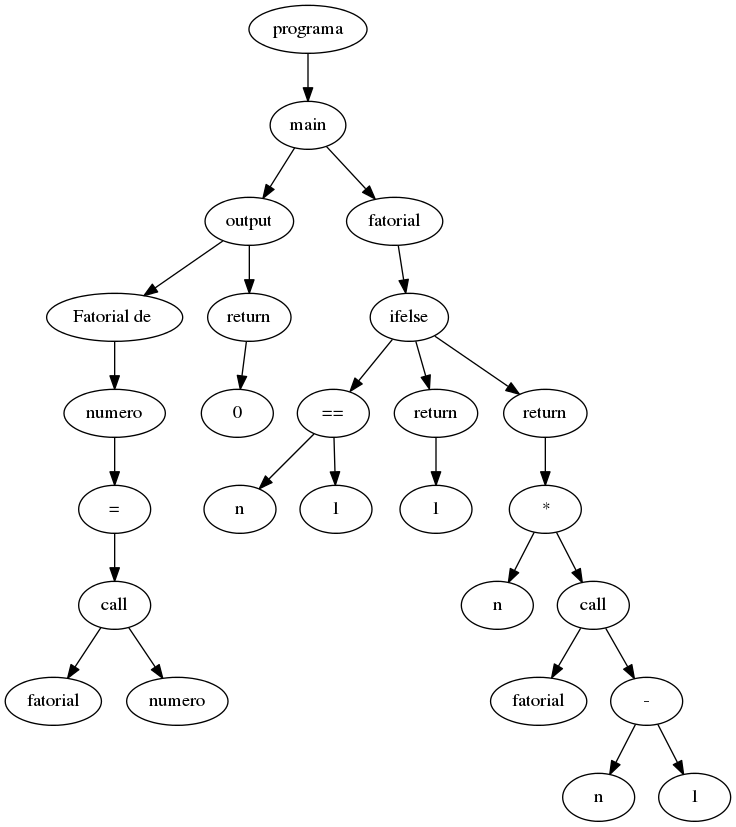 programa
main
output fatorial
Fatorial de return ifelse
numero 0 == return return
= n 1 1 *
call n call
fatorial numero fatorial -
n 1